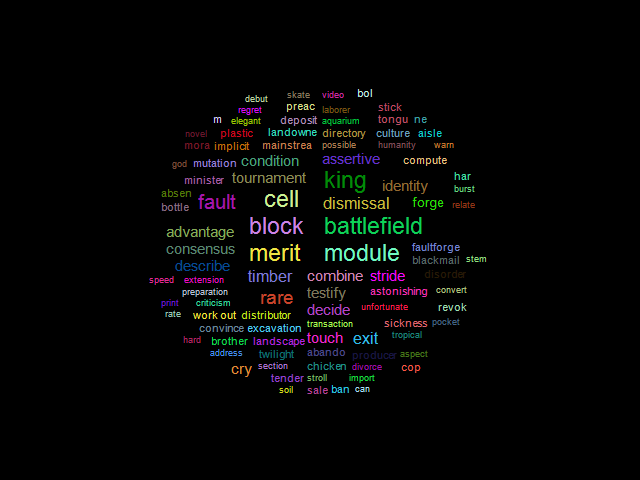 skate video bol
debut
regret preac laborer stick
m elegant deposit aquarium tongu ne
novel plastic landowne directory culture aisle
mora implicit mainstrea possible humanity warn
god mutation condition assertive compute
minister tournament king identity har burst
absen fault cell dismissal forge relate
bottle
advantage block battlefield
consensus merit module faultforge
describe blackmail stem
speed extension timber combine stride disorder
preparation rare testify astonishing convert
print criticism decide unfortunate revok
rate work out distributor transaction sickness pocket
convince excavation
hard brother landscape touch exit tropical
address twilight abando producer aspect
cry section chicken divorce cop
tender stroll import
soil sale ban can